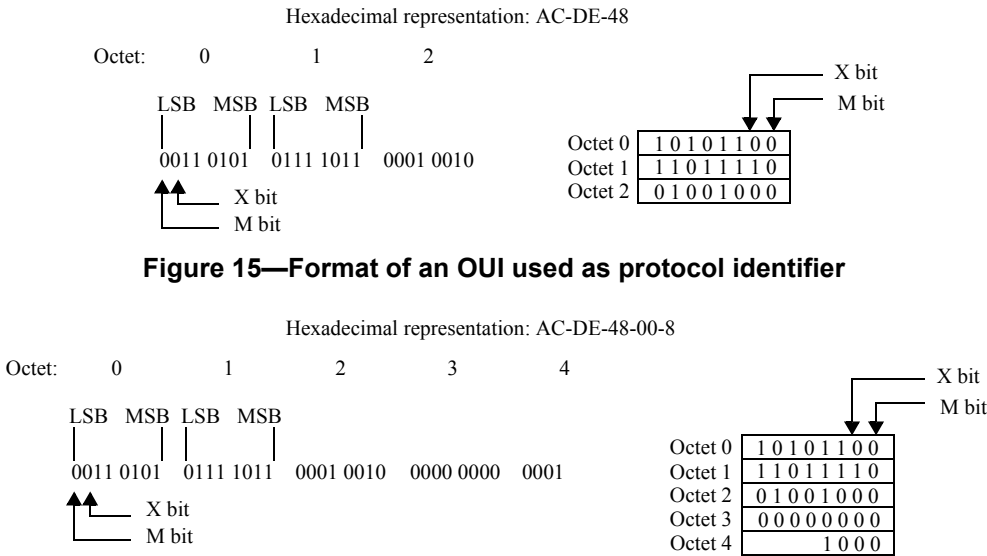 Hexadecimal representation: AC-DE-48
Octet: 0 1 2
LSB MSB LSB MSB
0011 0101 0111 1011 0001 0010
X bit
M bit
X bit
M bit
Octet 0 1 0 1 0 1 1 0 0
Octet 1 1 1 0 1 1 1 1 0
Octet 2 0 1 0 0 1 0 0 0
Figure 15—Format of an OUI used as protocol identifier
Hexadecimal representation: AC-DE-48-00-8
Octet: 0 1 2 3 4
LSB MSB LSB MSB
0011 0101 0111 1011 0001 0010 0000 0000 0001
X bit
M bit
X bit
M bit
Octet 0 1 0 1 0 1 1 0 0
Octet 1 1 1 0 1 1 1 1 0
Octet 2 0 1 0 0 1 0 0 0
Octet 3 0 0 0 0 0 0 0 0
Octet 4 1 0 0 0